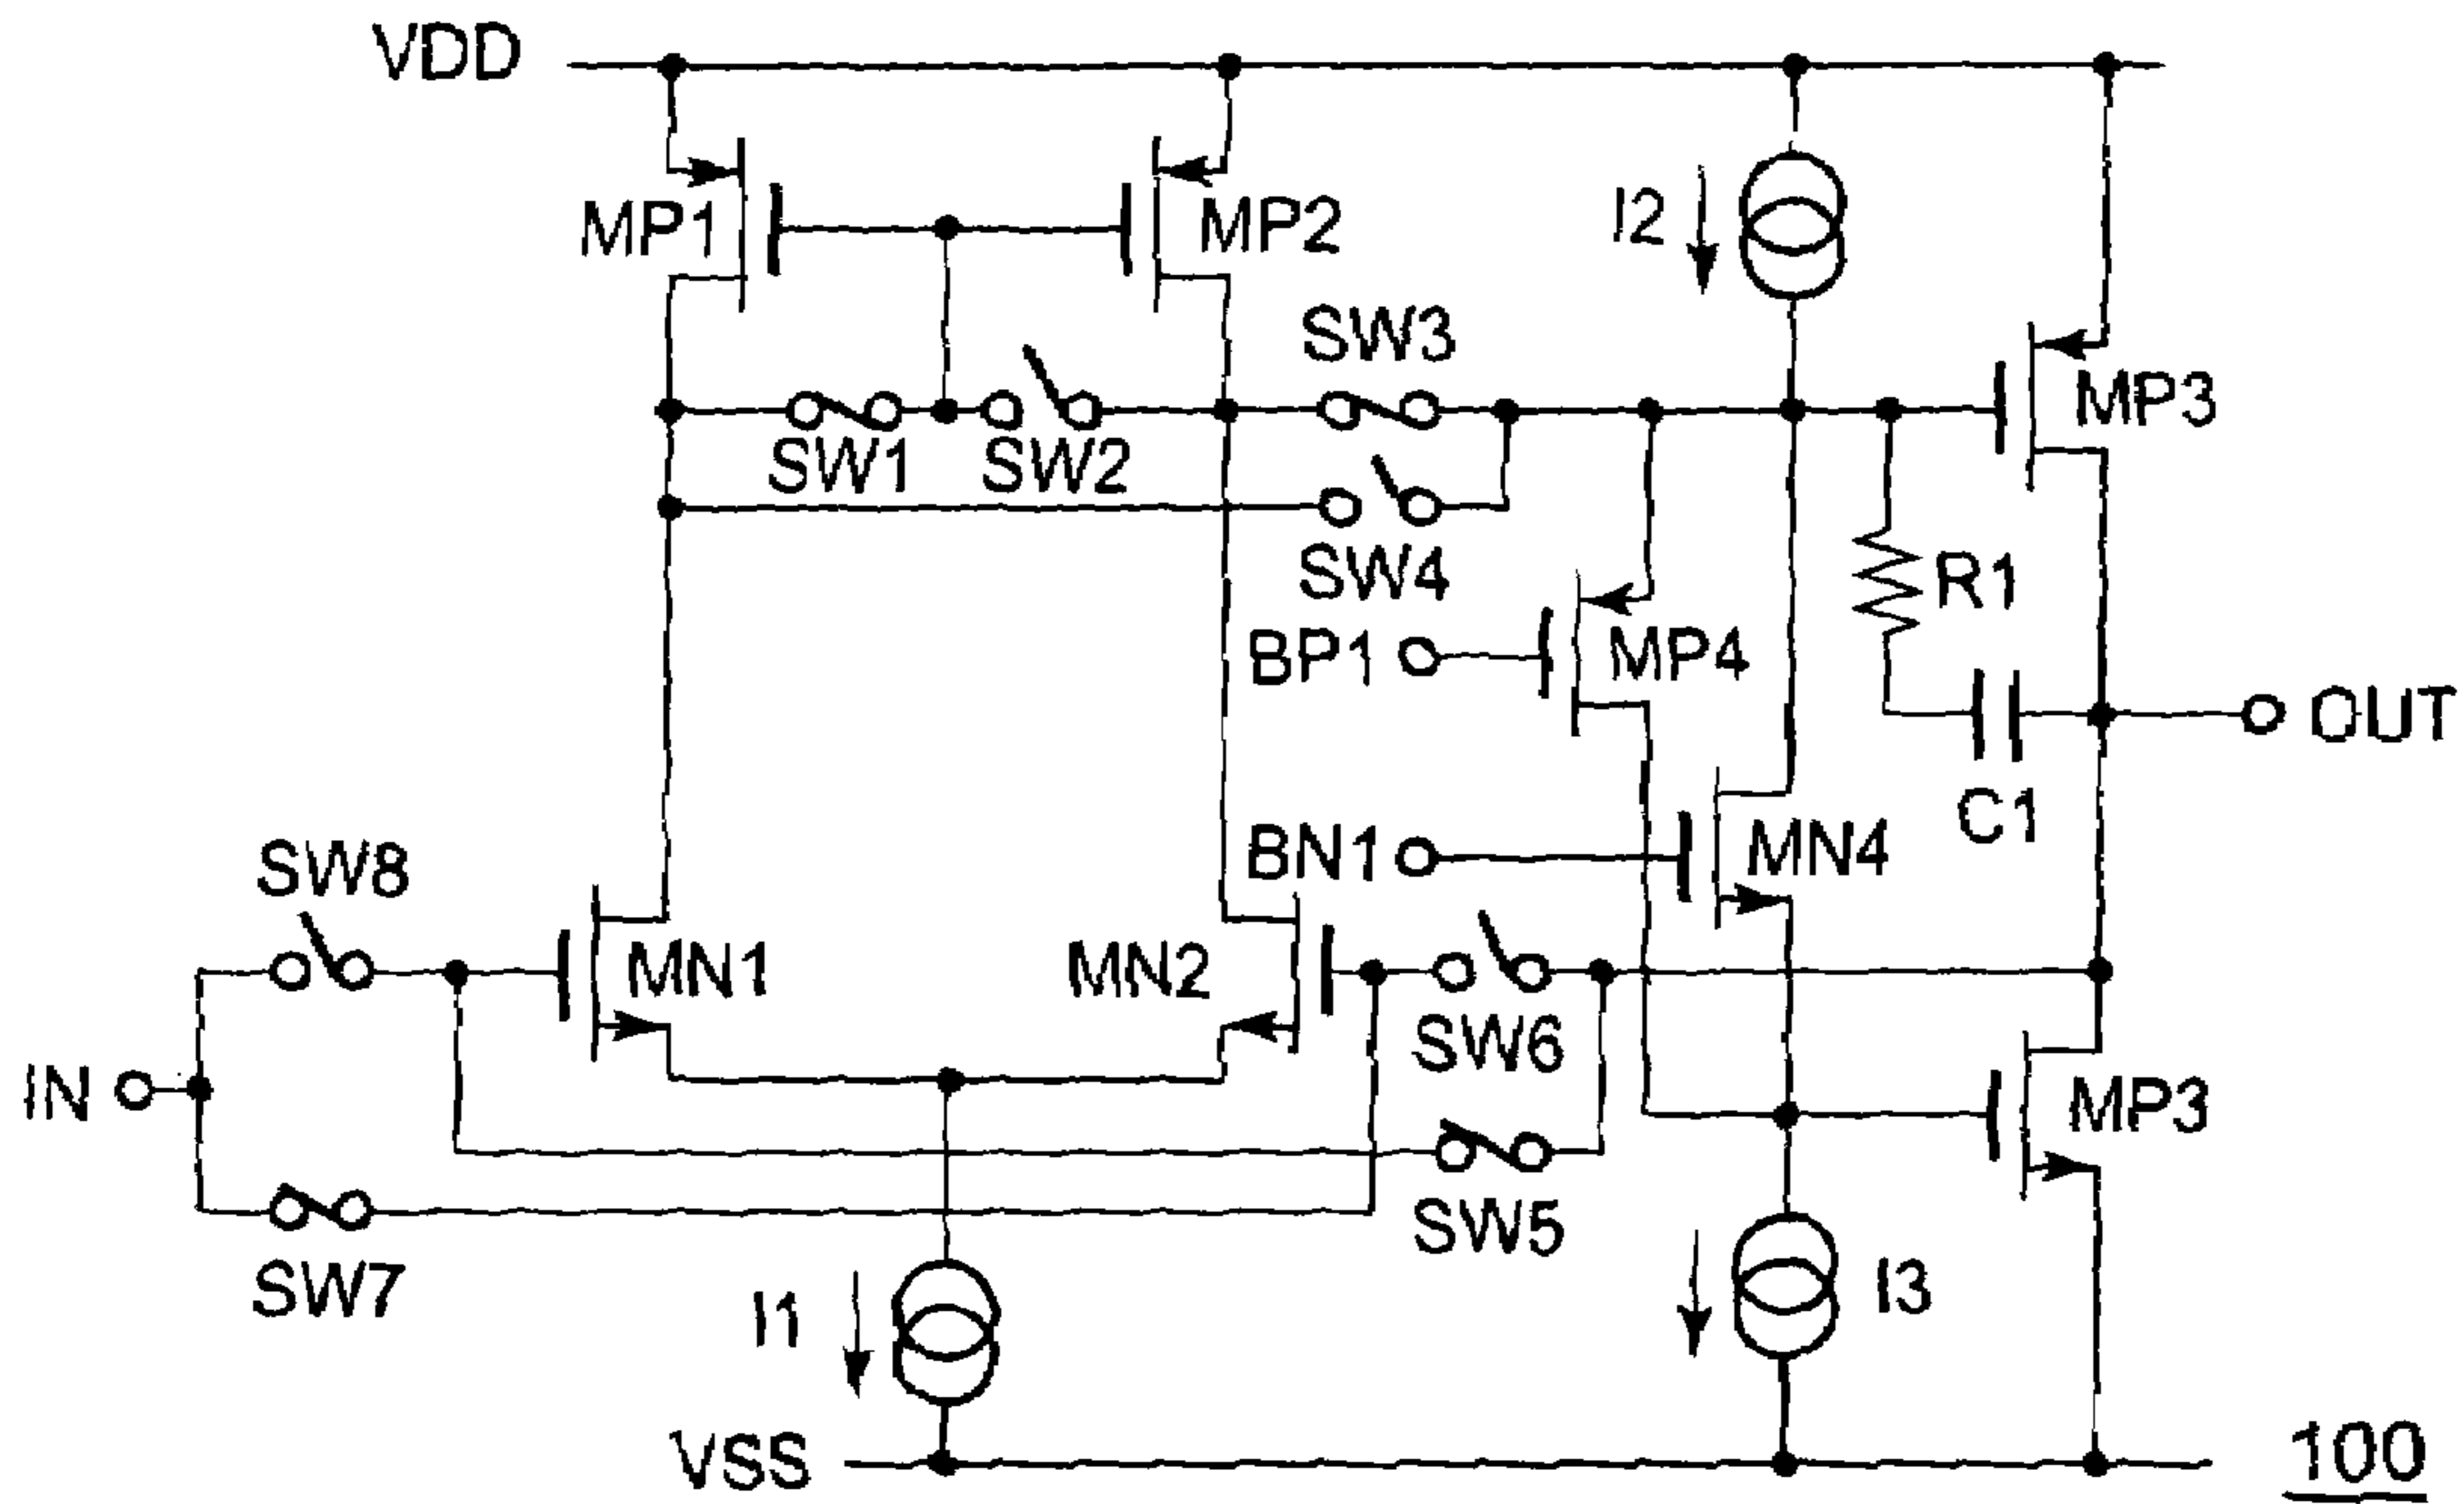 VDD
MP1
MP2
I2
SW3
MP3
SW1
SW2
SW4
R1
BP1
MP4
OUT
C1
BN1
MN4
SW8
MN1
MN2
SW6
IN
MP3
SW5
SW7
I1
I3
VSS
100